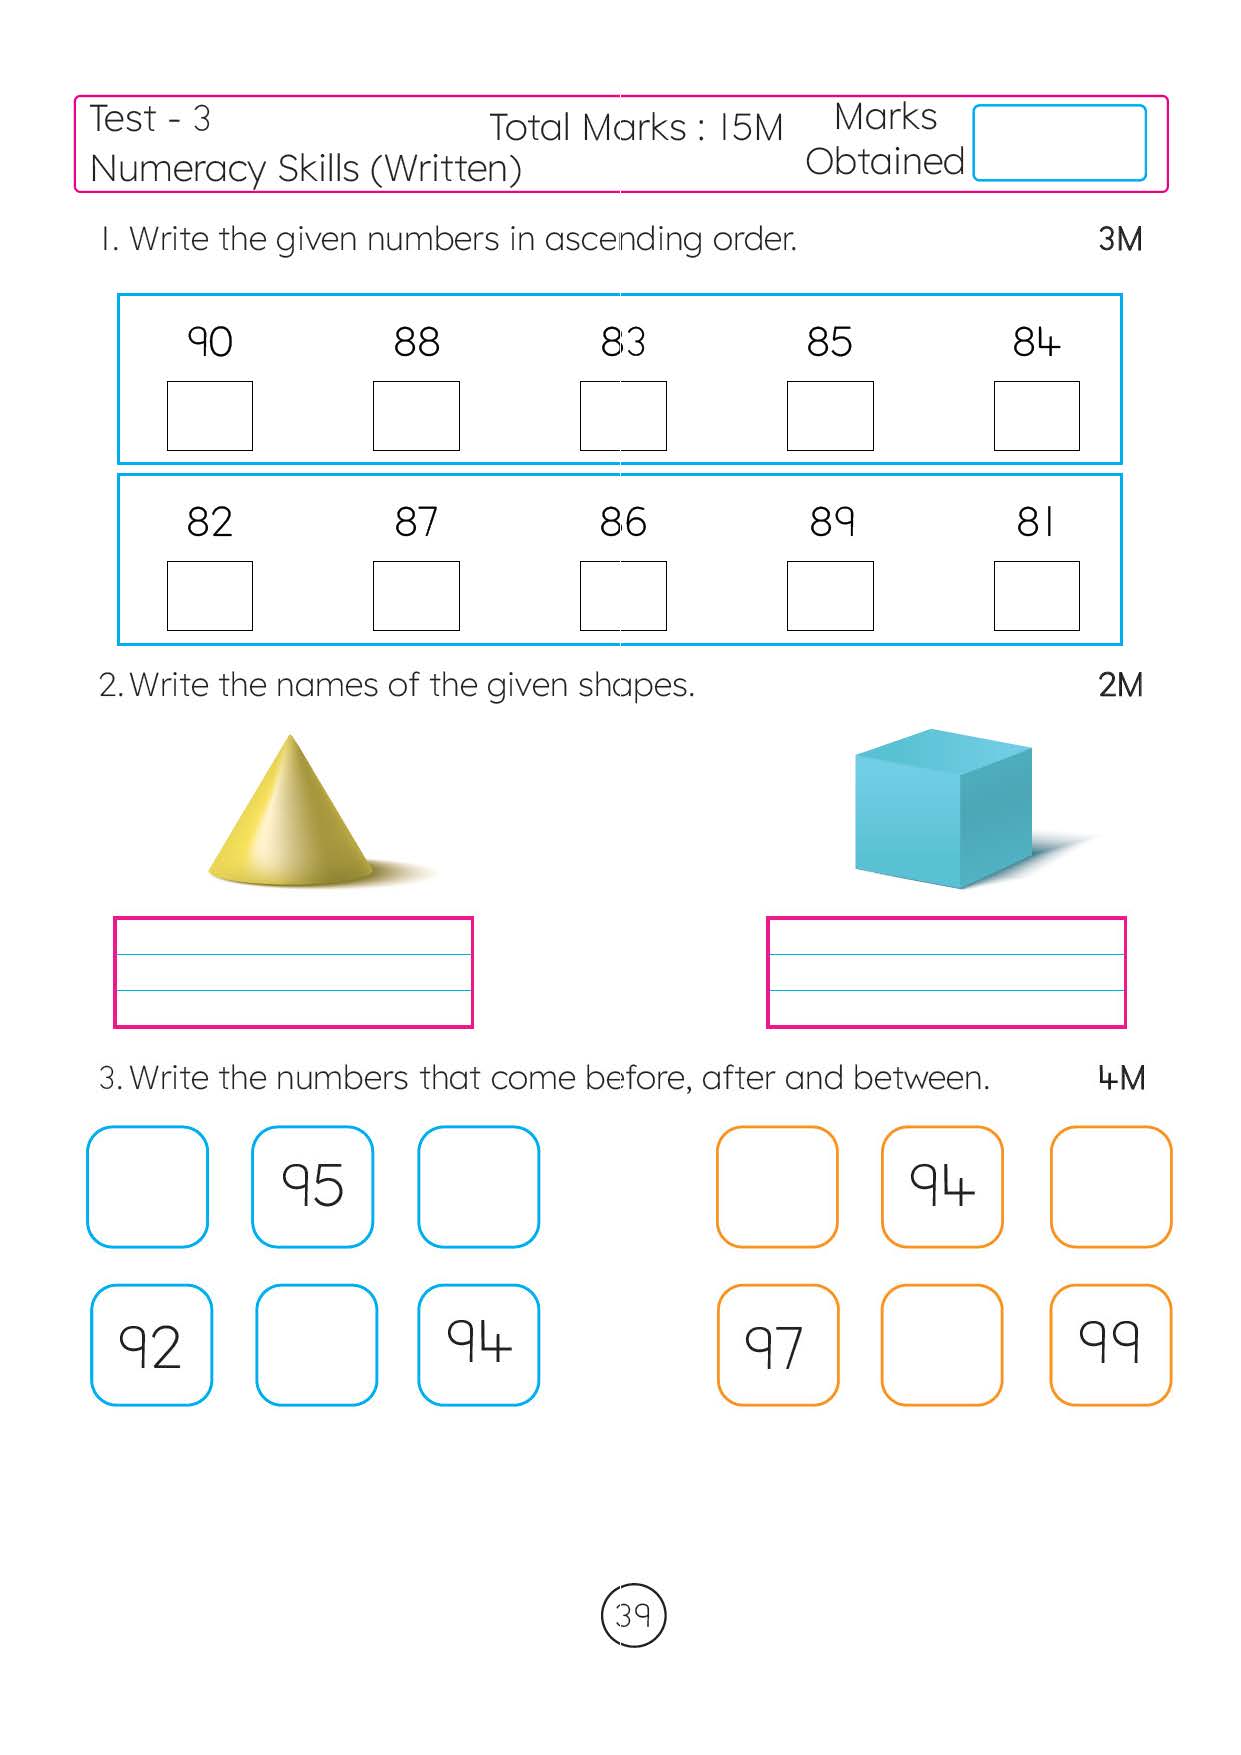 Test - 3
Numeracy Skills (Written)
Total Marks : 15M
Marks
Obtained
1. Write the given numbers in ascending order. 3M
90 88 83 85 84
82 87 86 89 81
2. Write the names of the given shapes. 2M
3. Write the numbers that come before, after and between. 4M
95 94
92 94 97 99
39